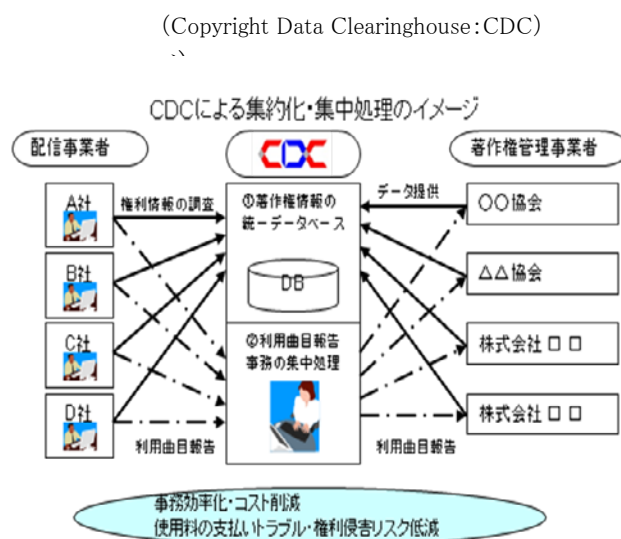 (Copyright Data Clearinghouse:CDC)
CDCによる集約化・集中処理のイメージ
配信事業者
CDC
著作権管理事業者
A社
権利情報の調査
①著作権情報の
統一データベース
データ提供
〇〇協会
B社
DB
△△協会
C社
②利用曲目報告
事務の集中処理
株式会社 ロ ロ
D社
株式会社 ロ ロ
利用曲目報告
利用曲目報告
事務効率化・コスト削減
使用料の支払いトラブル・権利侵害リスク低減